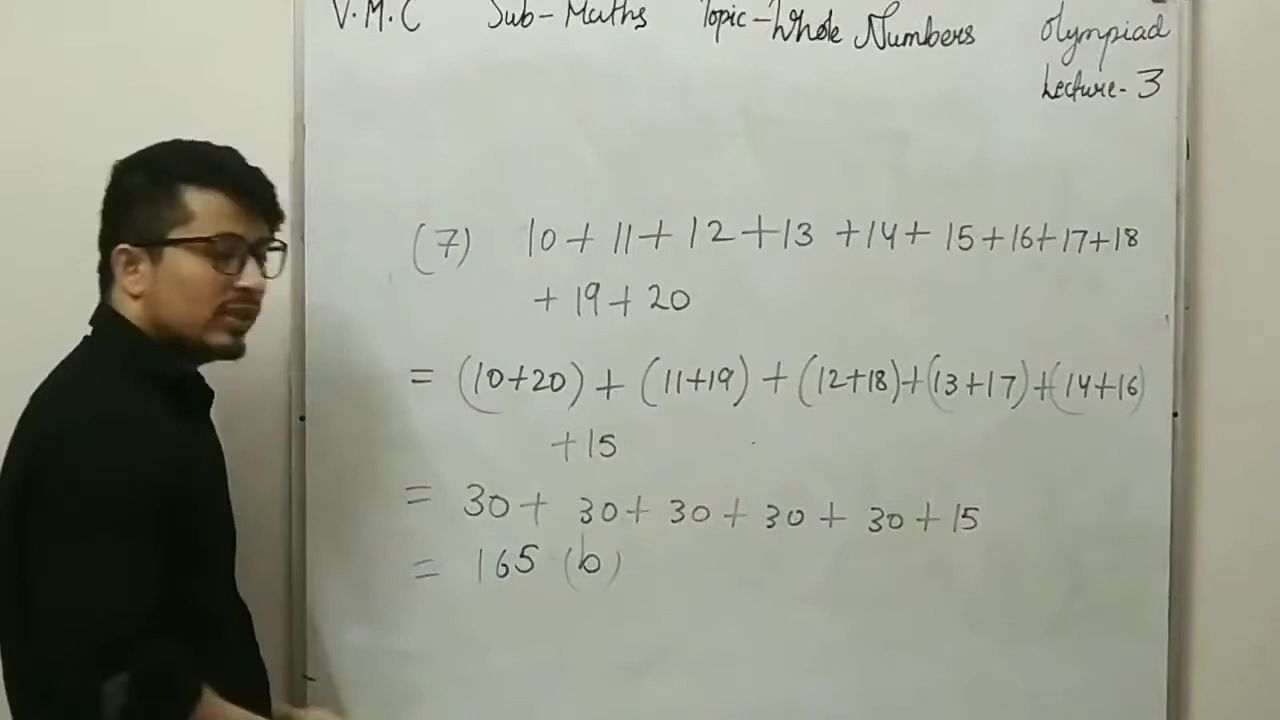 V.M.C Sub-Maths Topic-Whole Numbers Olympiad
Lecture-3
(7) 10+11+12+13+14+15+16+17+18
+19+20
= (10+20)+(11+19)+(12+18)+(13+17)+(14+16)
+15
= 30+30+30+30+30+15
= 165 (b)